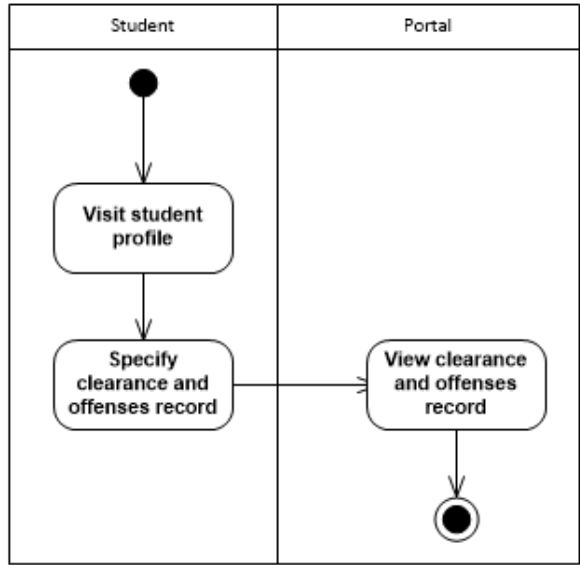 Student
Portal
Visit student
profile
Specify
clearance and
offenses record
View clearance
and offenses
record